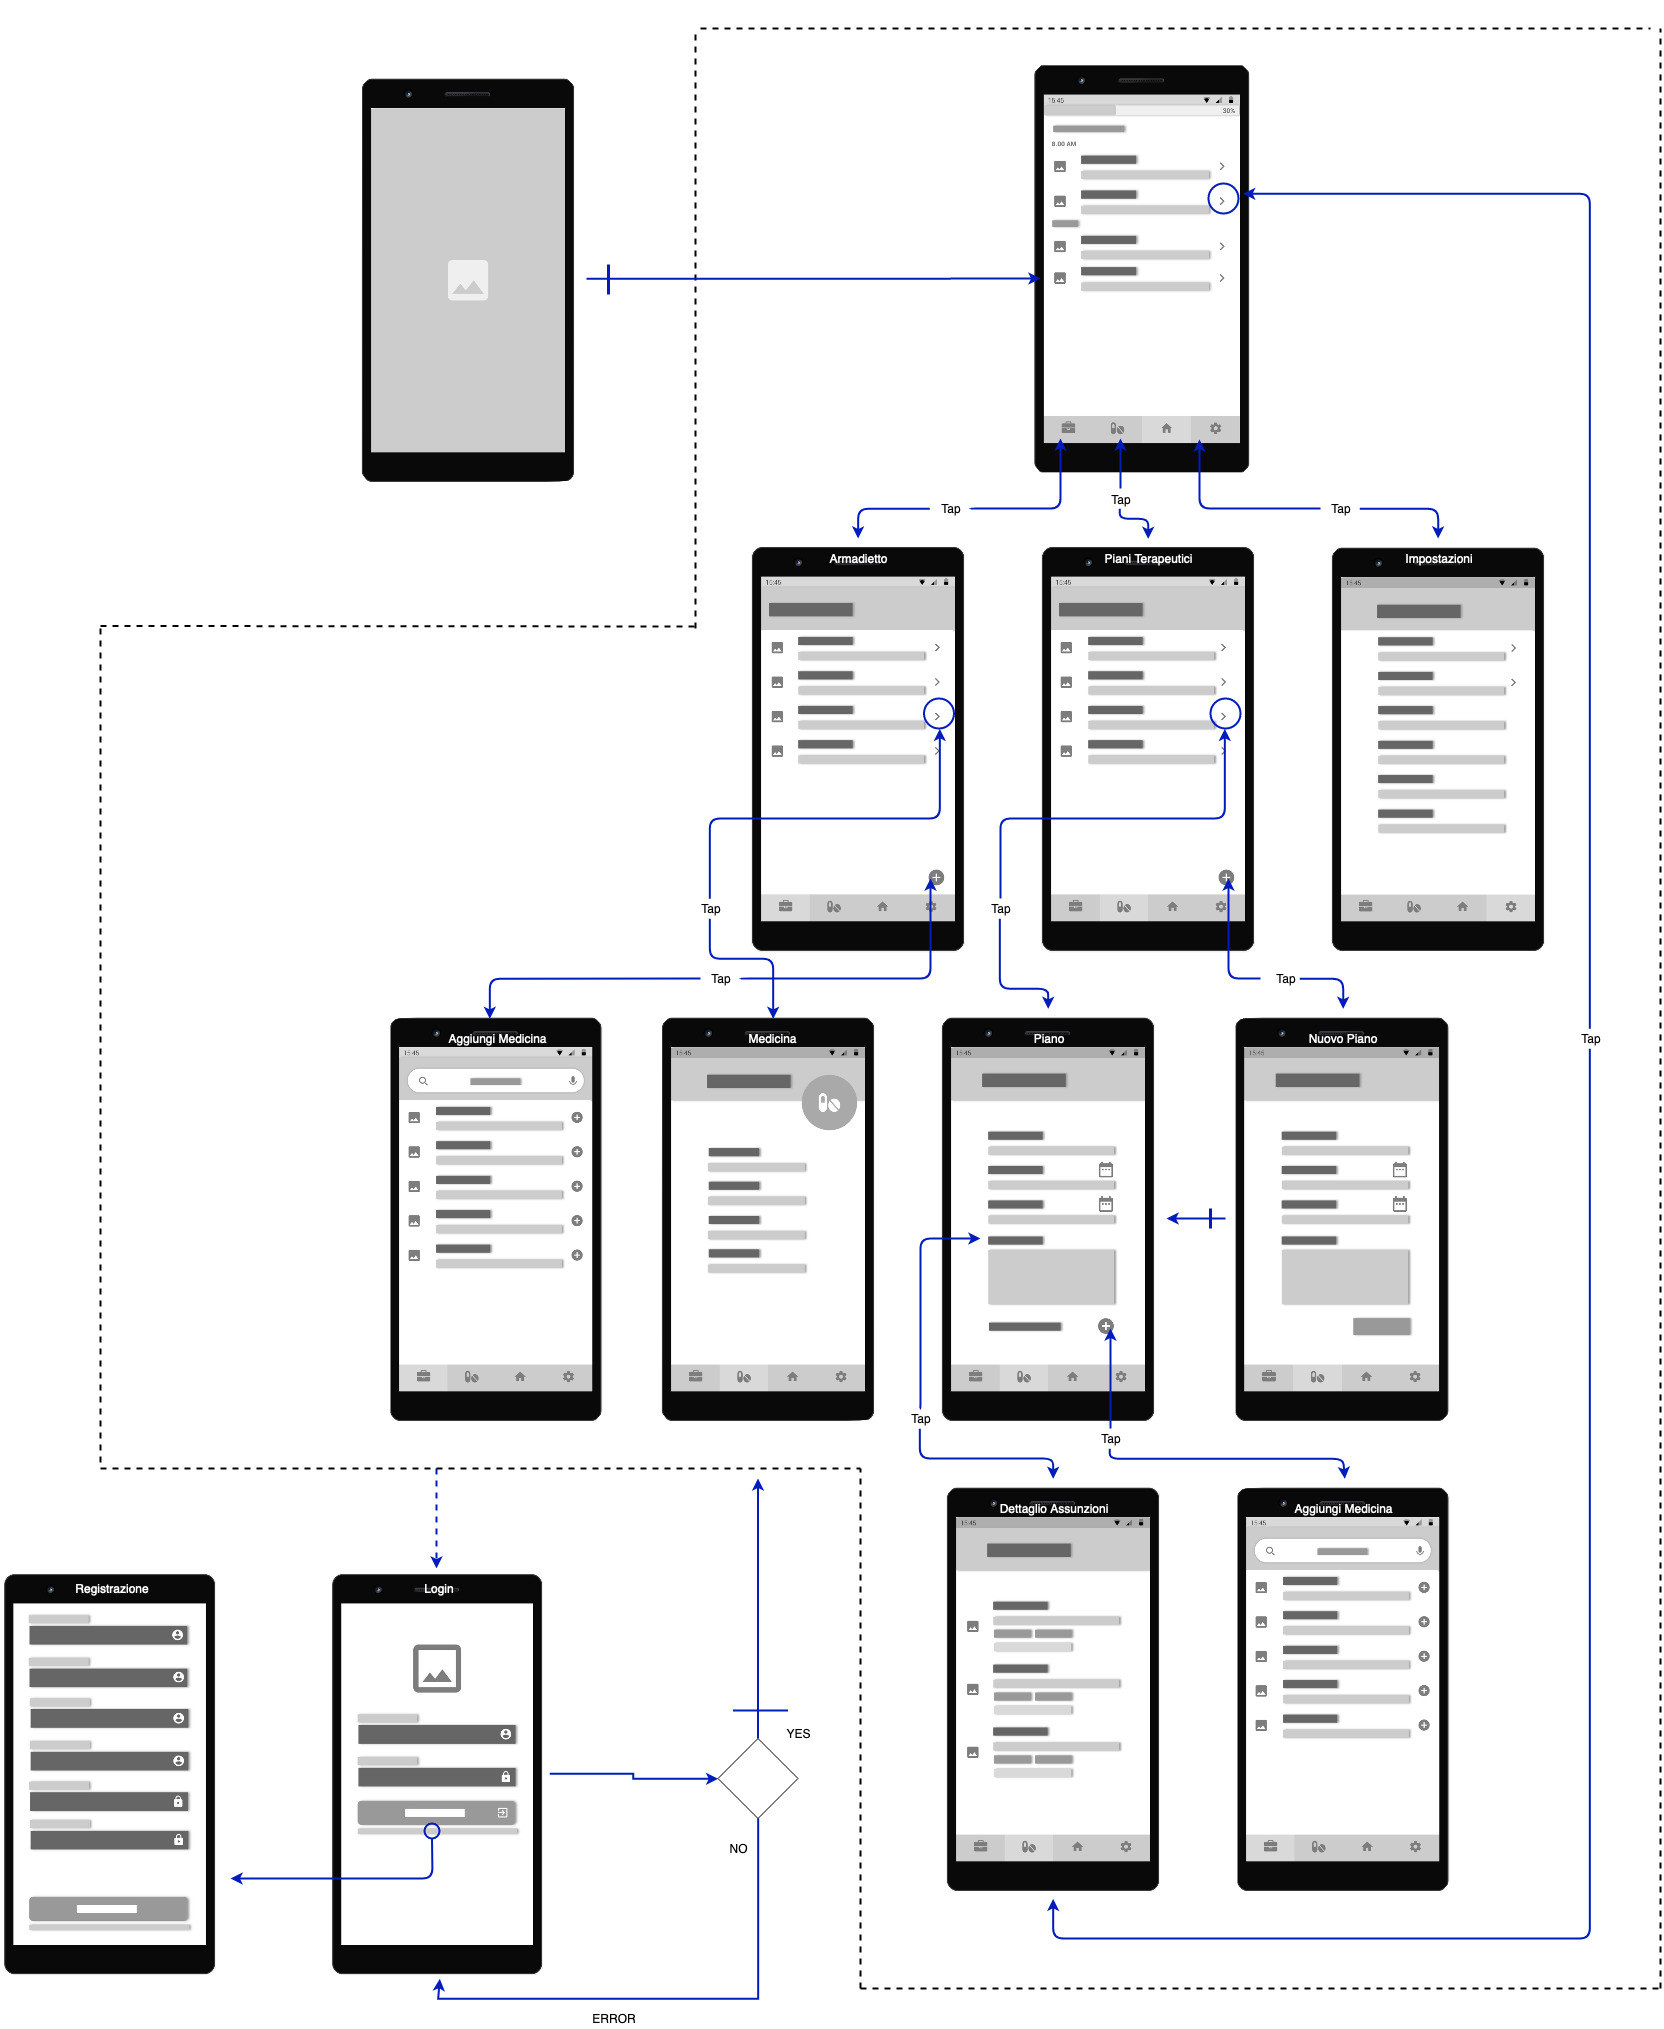 15:45
30%
8.00 AM
Tap
Tap
Tap
Armadietto
Piani Terapeutici
Impostazioni
15:45
15:45
15:45
Tap
Tap
Tap
Tap
Tap
Aggiungi Medicina
Medicina
Piano
Nuovo Piano
15:45
15:45
15:45
15:45
Tap
Tap
Dettaglio Assunzioni
Aggiungi Medicina
15:45
15:45
Registrazione
Login
YES
NO
ERROR